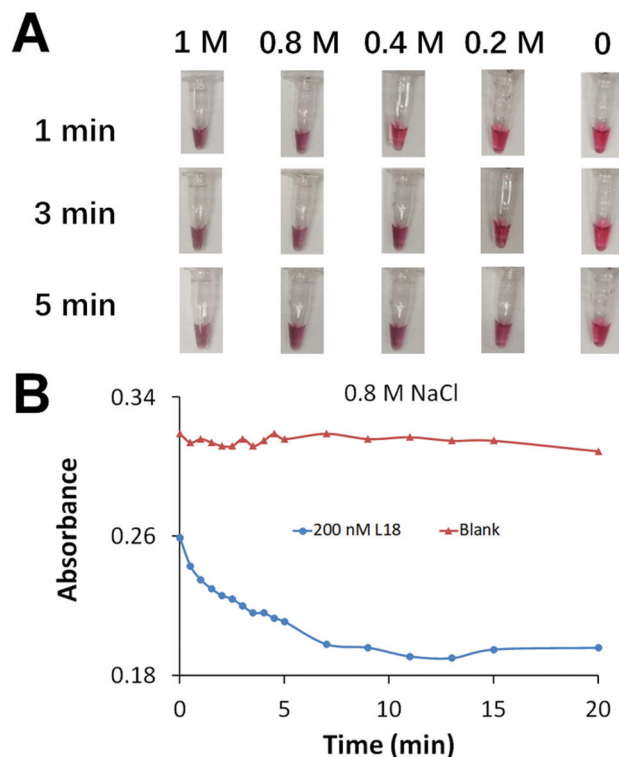 A
1 M 0.8 M 0.4 M 0.2 M 0
1 min
3 min
5 min
B
0.8 M NaCl
0.34
0.26
0.18
Absorbance
200 nM L18 Blank
0 5 10 15 20
Time (min)